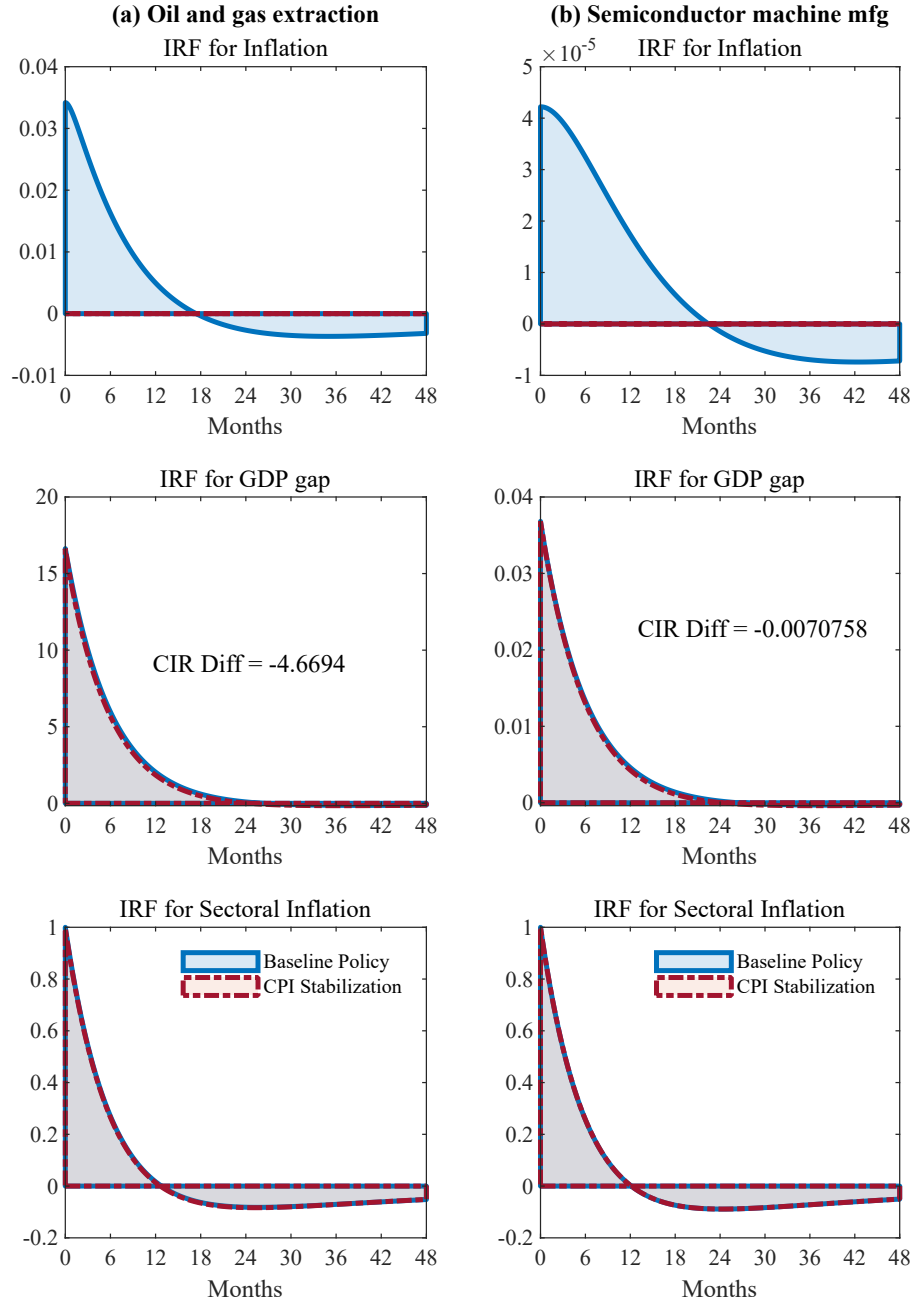 (a) Oil and gas extraction
IRF for Inflation
0.04
0.03
0.02
0.01
0
-0.01
0 6 12 18 24 30 36 42 48
Months
(b) Semiconductor machine mfg
IRF for Inflation
×10-5
5
4
3
2
1
0
-1
0 6 12 18 24 30 36 42 48
Months
IRF for GDP gap
20
15
10
5
0
CIR Diff = -4.6694
0 6 12 18 24 30 36 42 48
Months
IRF for GDP gap
0.04
0.03
0.02
0.01
0
CIR Diff = -0.0070758
0 6 12 18 24 30 36 42 48
Months
IRF for Sectoral Inflation
1
0.8
0.6
0.4
0.2
0
-0.2
Baseline Policy
CPI Stabilization
0 6 12 18 24 30 36 42 48
Months
IRF for Sectoral Inflation
1
0.8
0.6
0.4
0.2
0
-0.2
Baseline Policy
CPI Stabilization
0 6 12 18 24 30 36 42 48
Months